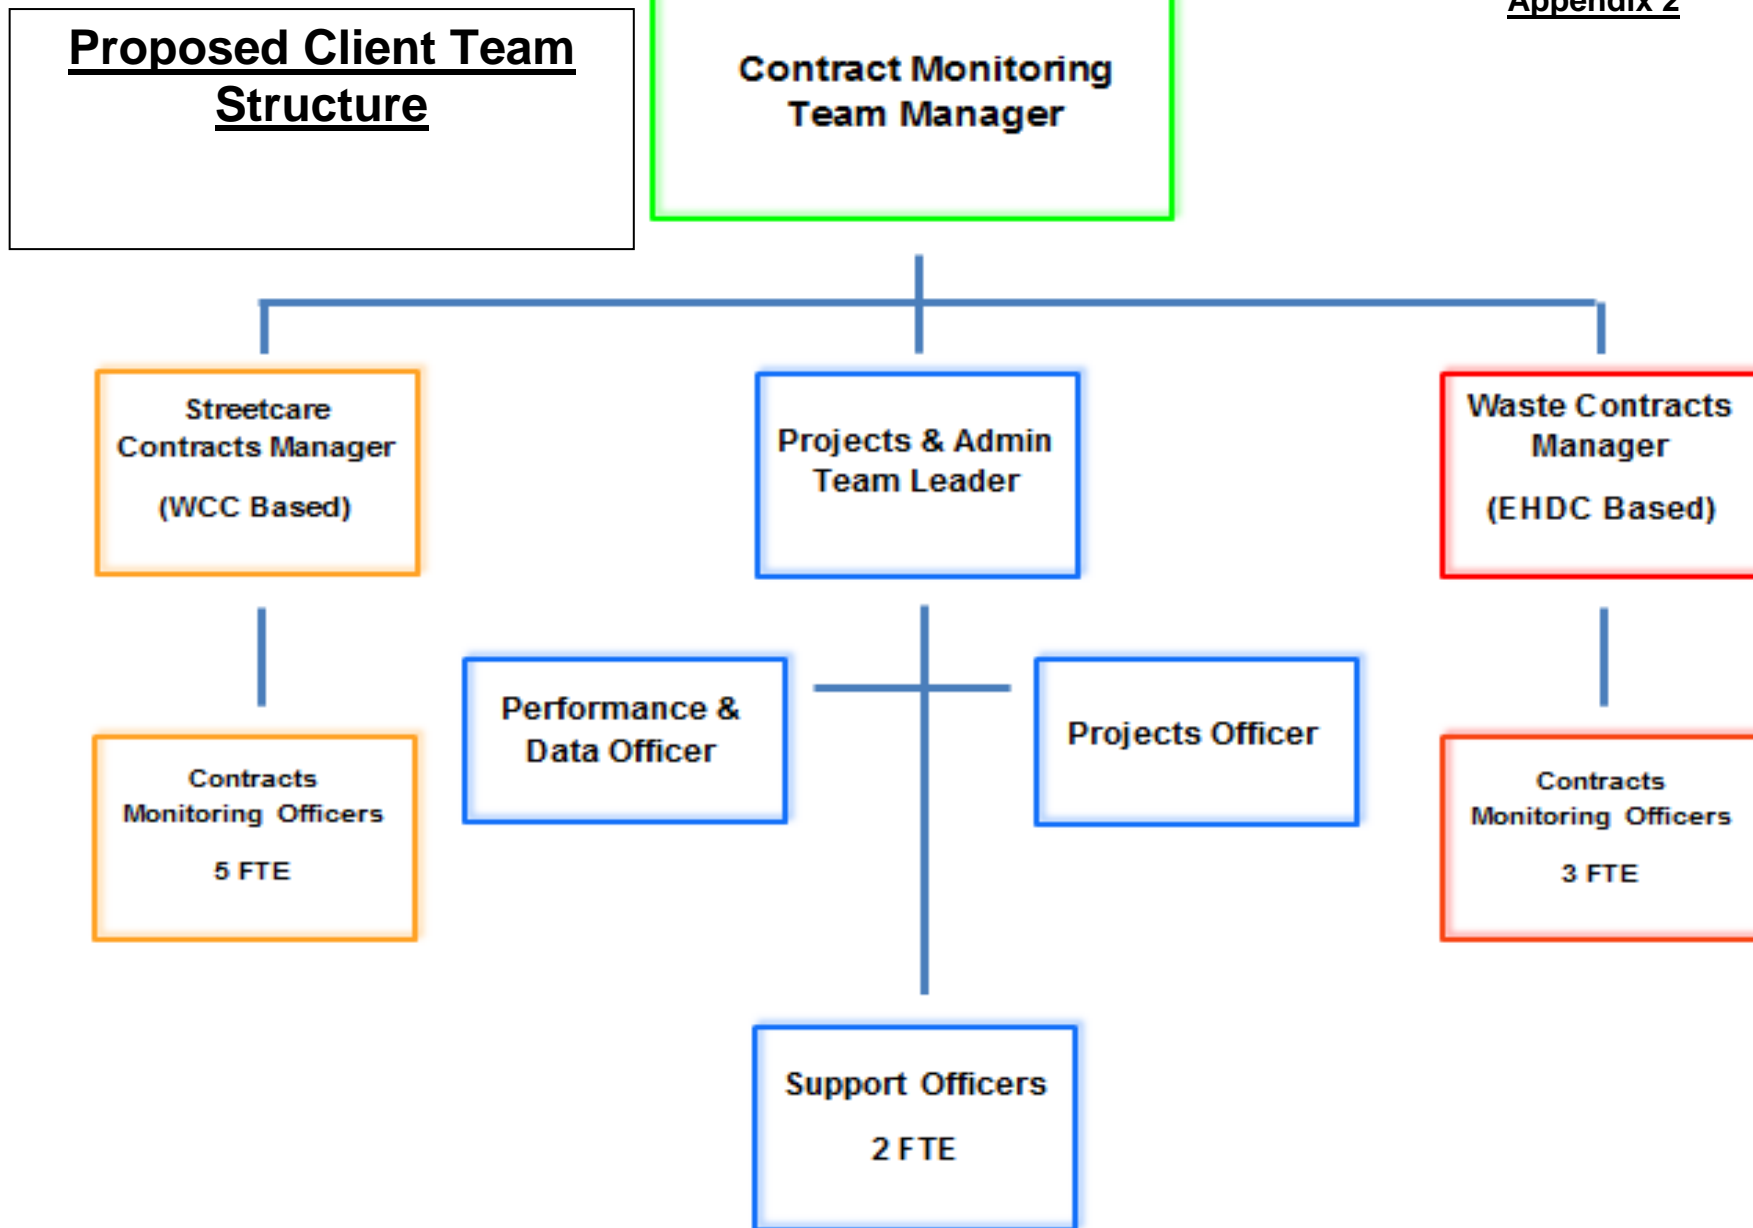 Appendix 2
Proposed Client Team
Structure
Contract Monitoring
Team Manager
Streetcare
Contracts Manager
(WCC Based)
Projects & Admin
Team Leader
Waste Contracts
Manager
(EHDC Based)
Performance &
Data Officer
Projects Officer
Contracts
Monitoring Officers
5 FTE
Contracts
Monitoring Officers
3 FTE
Support Officers
2 FTE